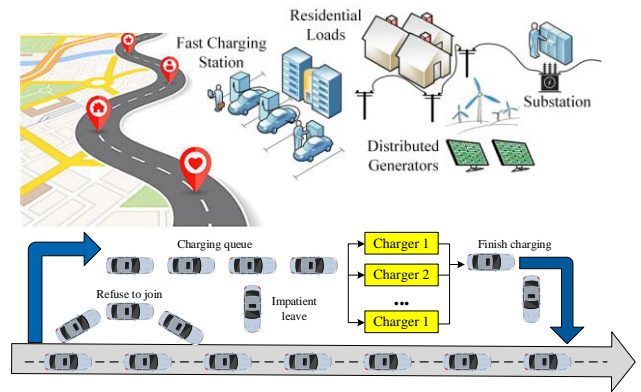 Residential
Loads
Fast Charging
Station
Substation
Distributed
Generators
Charging queue
Charger 1
Finish charging
Charger 2
Refuse to join
Impatient
leave
...
Charger 1